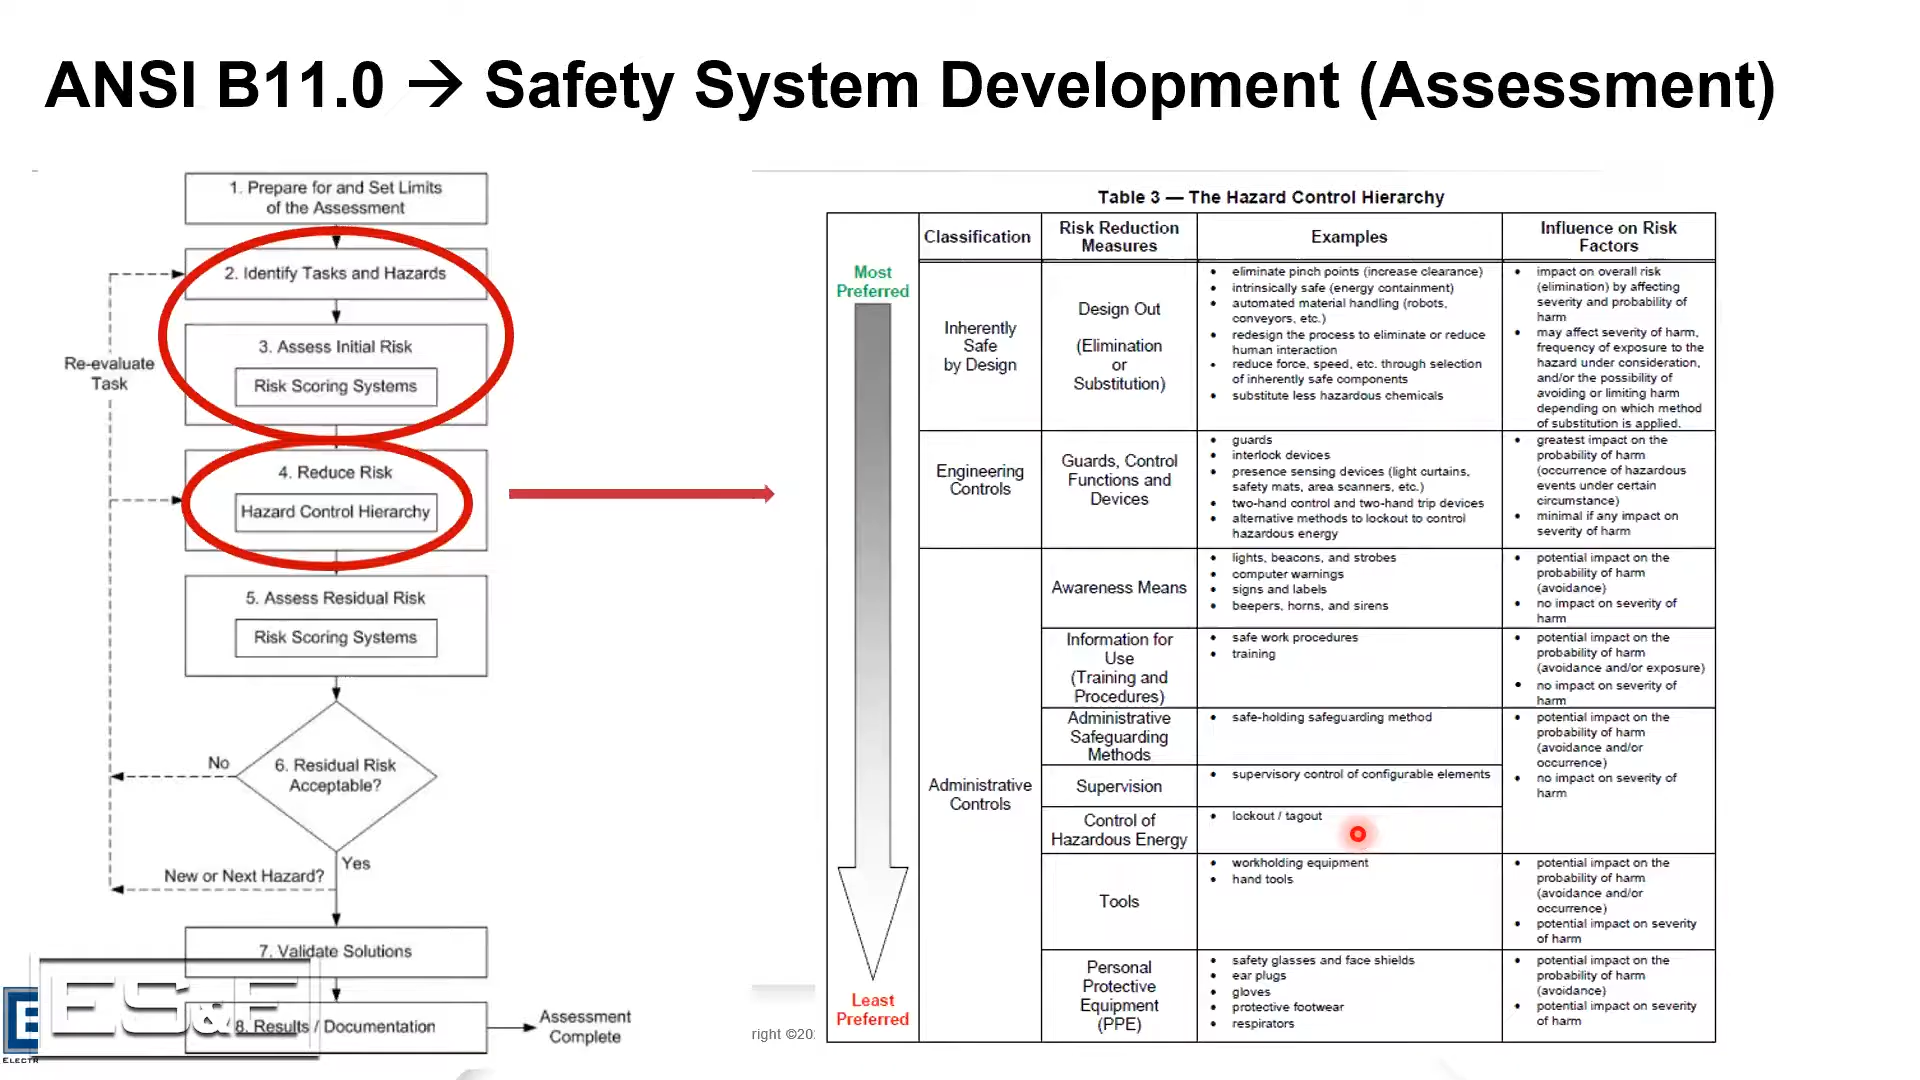 ANSI B11.0 → Safety System Development (Assessment)
1. Prepare for and Set Limits
of the Assessment
2. Identify Tasks and Hazards
3. Assess Initial Risk
Risk Scoring Systems
Re-evaluate
Task
4. Reduce Risk
Hazard Control Hierarchy
5. Assess Residual Risk
Risk Scoring Systems
No
6. Residual Risk
Acceptable?
Yes
New or Next Hazard?
7. Validate Solutions
8. Results / Documentation
Assessment
Complete
ES&E
ELECTR
right ©20
Table 3 — The Hazard Control Hierarchy
Most
Preferred
Least
Preferred
Classification
Risk Reduction
Measures
Examples
Influence on Risk
Factors
Inherently
Safe
by Design
Design Out
(Elimination
or
Substitution)
• eliminate pinch points (increase clearance)
• intrinsically safe (energy containment)
• automated material handling (robots,
conveyors, etc.)
• redesign the process to eliminate or reduce
human interaction
• reduce force, speed, etc. through selection
of inherently safe components
• substitute less hazardous chemicals
• impact on overall risk
(elimination) by affecting
severity and probability of
harm
• may affect severity of harm,
frequency of exposure to the
hazard under consideration,
and/or the possibility of
avoiding or limiting harm
depending on which method
of substitution is applied.
Engineering
Controls
Guards, Control
Functions and
Devices
• guards
• interlock devices
• presence sensing devices (light curtains,
safety mats, area scanners, etc.)
• two-hand control and two-hand trip devices
• alternative methods to lockout to control
hazardous energy
• greatest impact on the
probability of harm
(occurrence of hazardous
events under certain
circumstance)
• minimal if any impact on
severity of harm
Administrative
Controls
Awareness Means
• lights, beacons, and strobes
• computer warnings
• signs and labels
• beepers, horns, and sirens
• potential impact on the
probability of harm
(avoidance)
• no impact on severity of
harm
Information for
Use
(Training and
Procedures)
• safe work procedures
• training
• potential impact on the
probability of harm
(avoidance and/or exposure)
• no impact on severity of
harm
Administrative
Safeguarding
Methods
• safe-holding safeguarding method
• potential impact on the
probability of harm
(avoidance and/or
occurrence)
• no impact on severity of
harm
Supervision
• supervisory control of configurable elements
Control of
Hazardous Energy
• lockout / tagout
Tools
• workholding equipment
• hand tools
• potential impact on the
probability of harm
(avoidance and/or
occurrence)
• potential impact on severity
of harm
Personal
Protective
Equipment
(PPE)
• safety glasses and face shields
• ear plugs
• gloves
• protective footwear
• respirators
• potential impact on the
probability of harm
(avoidance)
• potential impact on severity
of harm